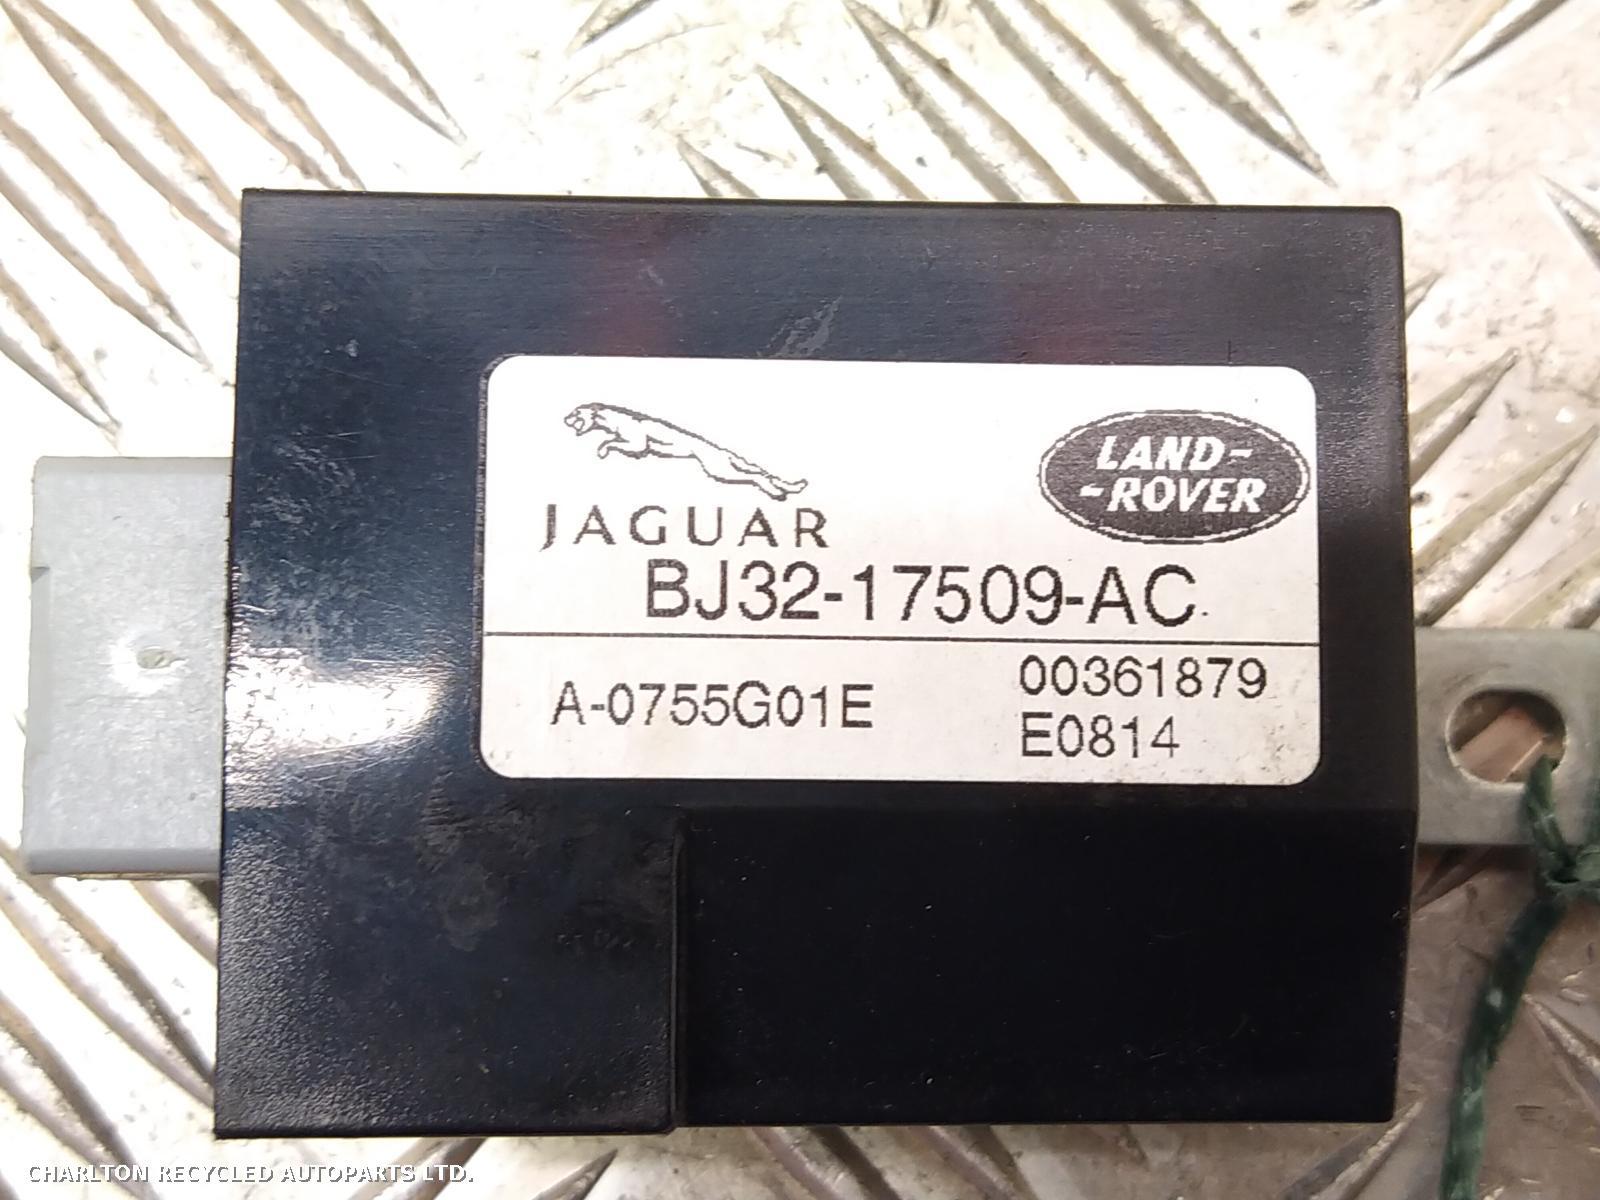 JAGUAR
LAND-
-ROVER
BJ32-17509-AC
A-0755G01E
00361879
E0814
CHARLTON RECYCLED AUTOPARTS LTD.